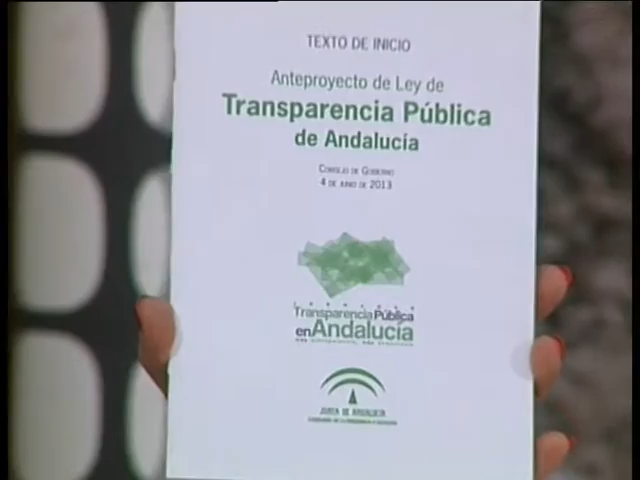 TEXTO DE INICIO
Anteproyecto de Ley de
Transparencia Pública
de Andalucía
CONSEJO DE GOBIERNO
4 DE JUNIO DE 2013
Transparencia Pública
en Andalucía
JUNTA DE ANDALUCIA